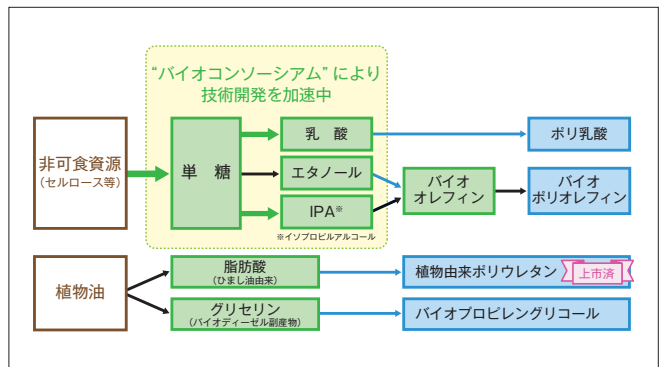 “バイオコンソーシアム”により
技術開発を加速中
非可食資源
（セルロース等）
単 糖
乳 酸
エタノール
IPA※
※イソプロピルアルコール
バイオ
オレフィン
ポリ乳酸
バイオ
ポリオレフィン
植物油
脂肪酸
（ひまし油由来）
グリセリン
（バイオディーゼル副産物）
植物由来ポリウレタン
上市済
バイオプロピレングリコール